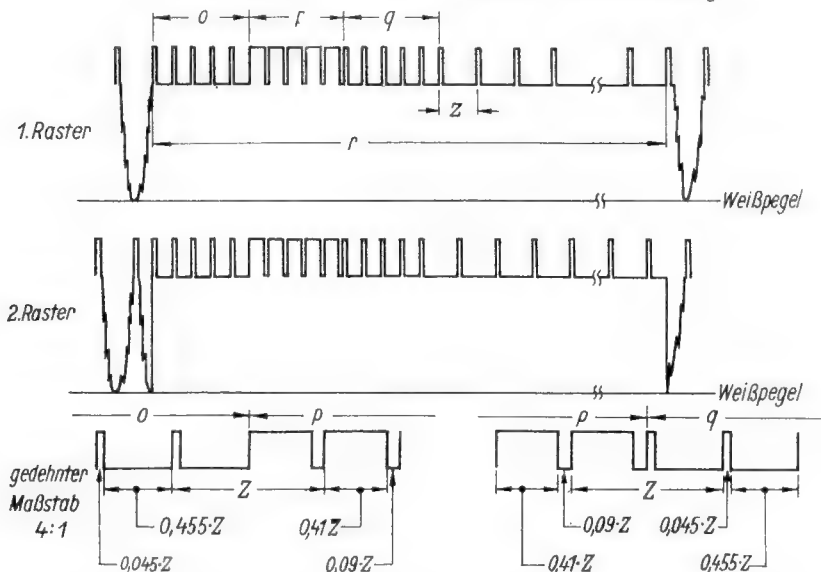 o r q
1. Raster
Z
r
Weißpegel
2. Raster
Weißpegel
o p p q
gedehnter
Maßstab
4:1
Z Z
0,455·Z 0,41Z 0,09·Z 0,045·Z
0,045·Z 0,09·Z 0,41·Z 0,455·Z